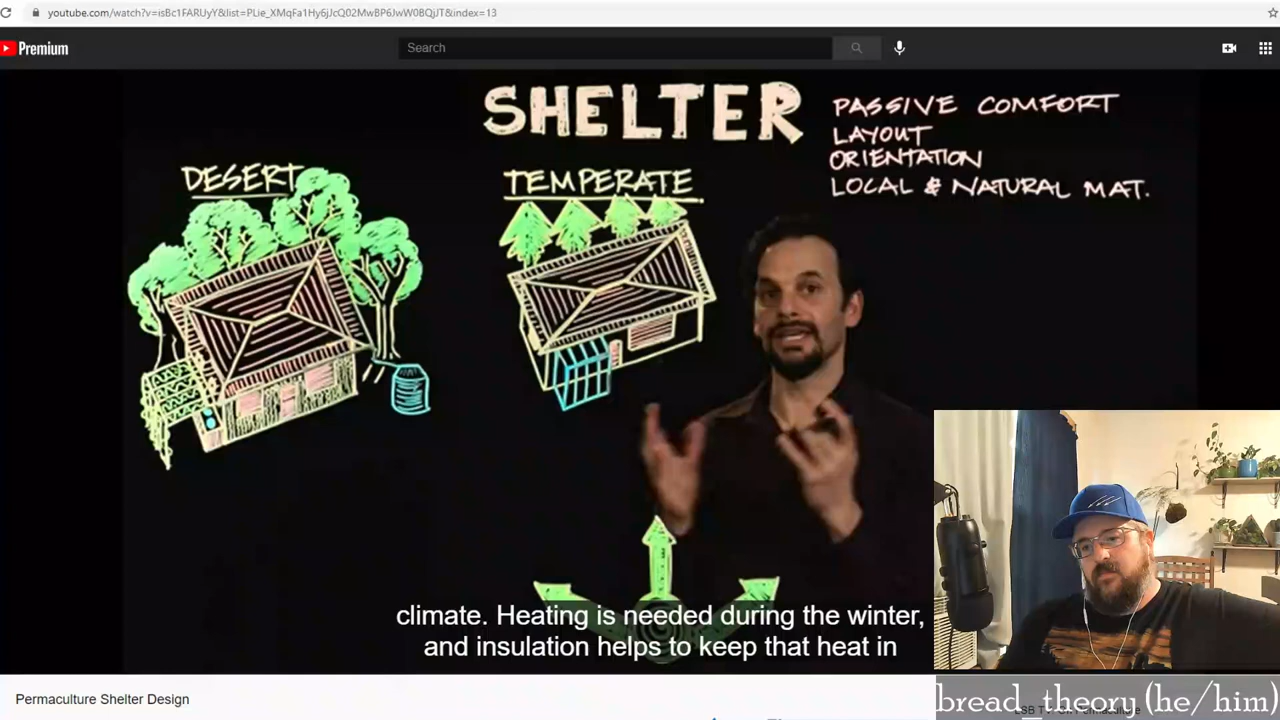 youtube.com/watch?v=isBc1FARUyY&list=PLie_XMqFa1Hy6jJcQ02MwBP6JwW0BQjJT&index=13
Premium
Search
SHELTER
PASSIVE COMFORT
LAYOUT
ORIENTATION
LOCAL & NATURAL MAT.
DESERT
TEMPERATE
climate. Heating is needed during the winter,
and insulation helps to keep that heat in
Permaculture Shelter Design
bread_theory (he/him)